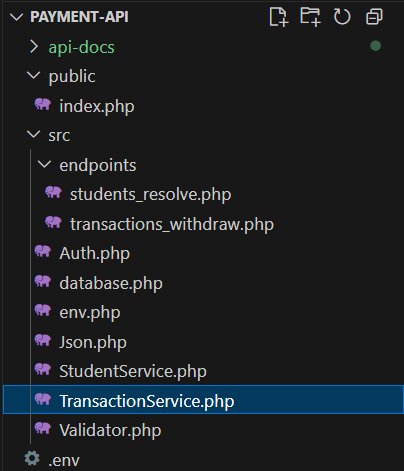 PAYMENT-API
api-docs
public
index.php
src
endpoints
students_resolve.php
transactions_withdraw.php
Auth.php
database.php
env.php
Json.php
StudentService.php
TransactionService.php
Validator.php
.env